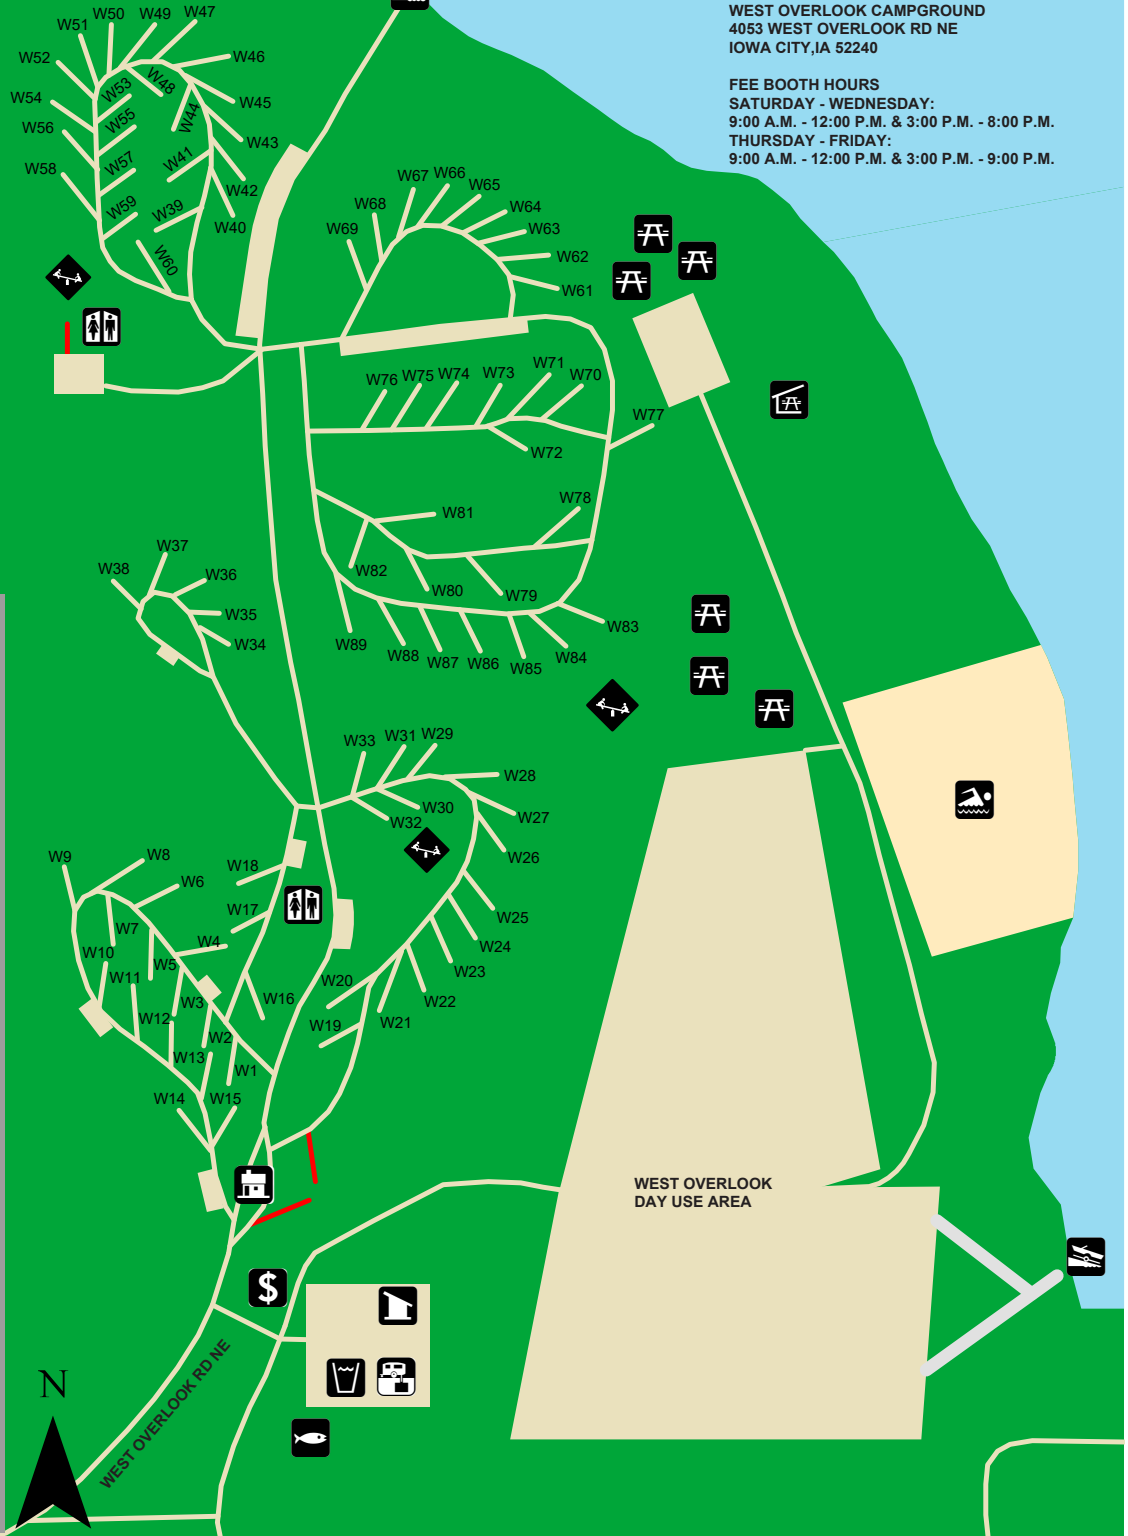 WEST OVERLOOK CAMPGROUND
4053 WEST OVERLOOK RD NE
IOWA CITY,IA 52240
FEE BOOTH HOURS
SATURDAY - WEDNESDAY:
9:00 A.M. - 12:00 P.M. & 3:00 P.M. - 8:00 P.M.
THURSDAY - FRIDAY:
9:00 A.M. - 12:00 P.M. & 3:00 P.M. - 9:00 P.M.
W47
W50
W49
W51
W52
W46
W48
W53
W54
W45
W44
W55
W56
W43
W41
W57
W58
W42
W59
W39
W40
W60
W67
W66
W65
W68
W64
W69
W63
W62
W61
W71
W76
W75
W74
W73
W70
W77
W72
W78
W81
W82
W80
W79
W83
W89
W88
W87
W86
W85
W84
W37
W38
W36
W35
W34
W33
W31
W29
W28
W30
W32
W27
W26
W25
W24
W23
W22
W21
W20
W19
W9
W8
W6
W18
W17
W7
W4
W10
W5
W11
W3
W16
W12
W2
W13
W1
W14
W15
WEST OVERLOOK
DAY USE AREA
$
WEST OVERLOOK RD NE
N